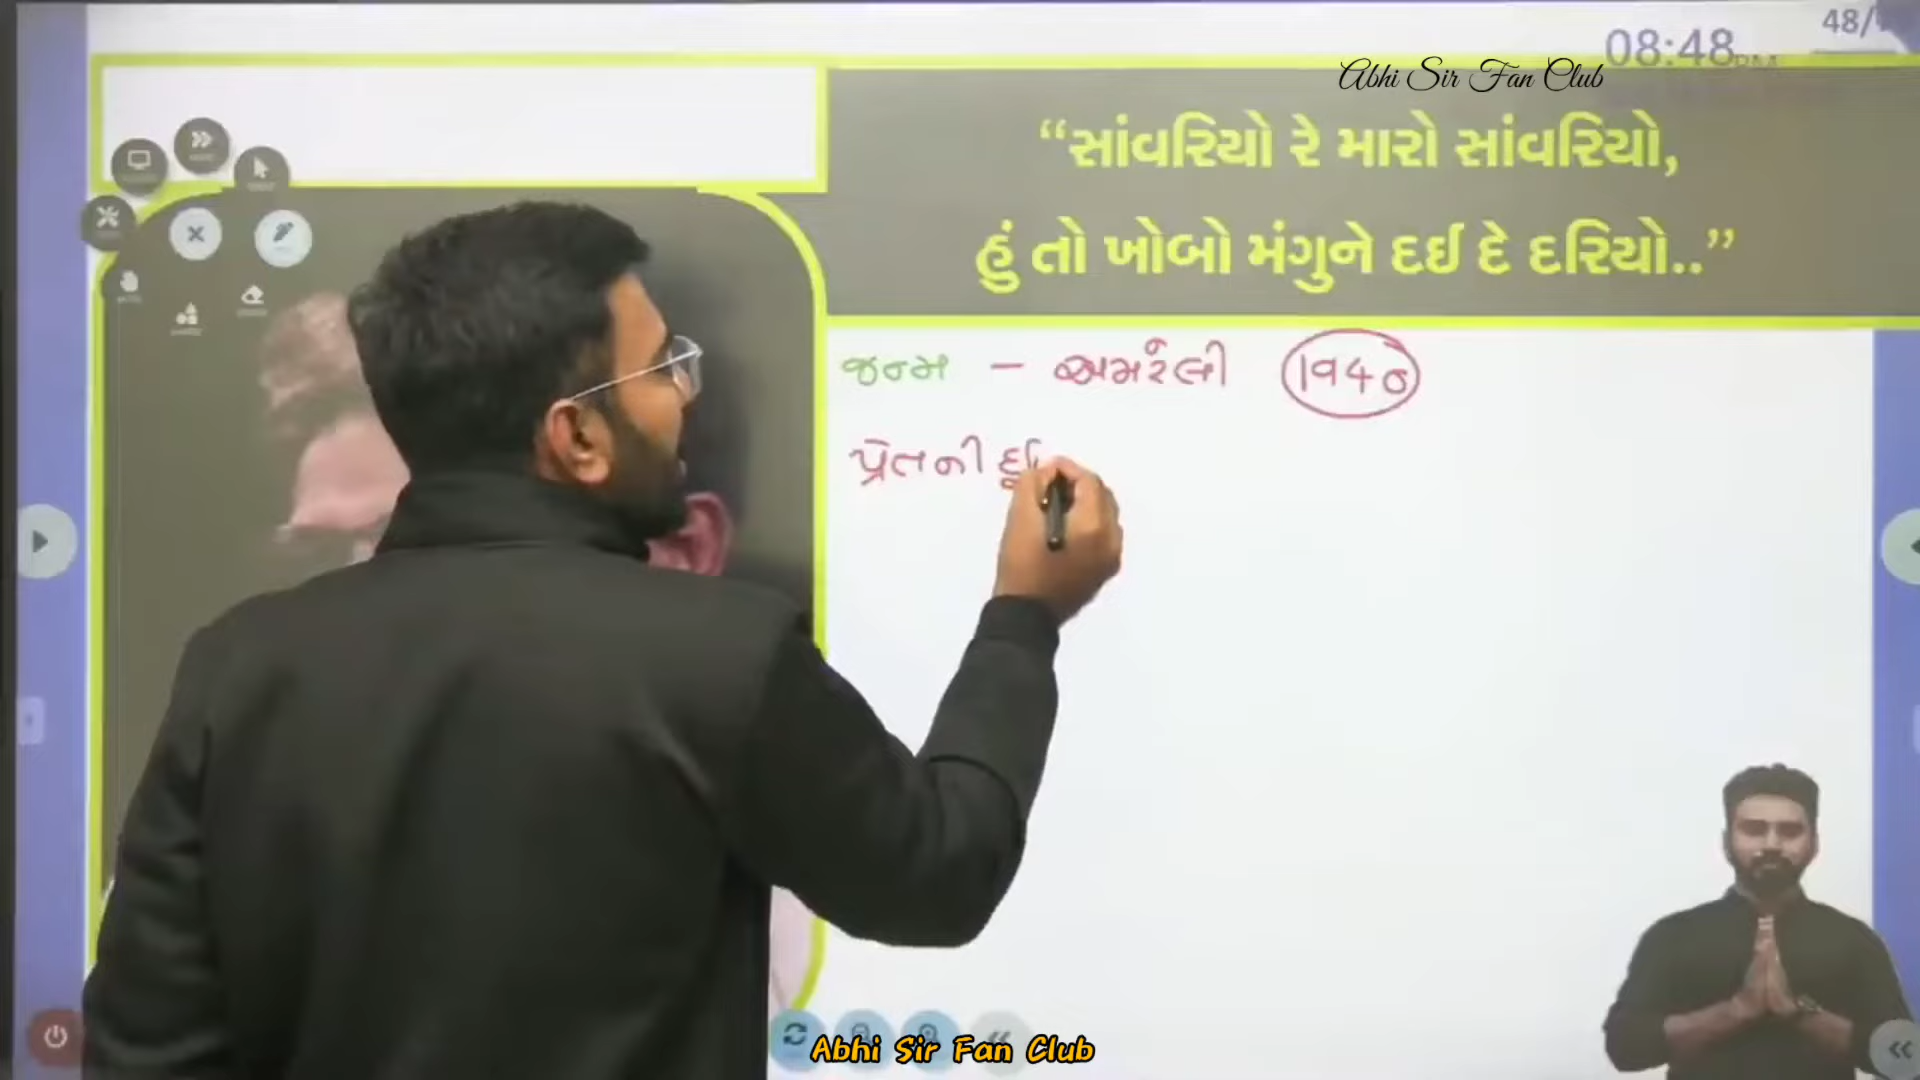 48/
08:48
Abhi Sir Fan Club
“સાંવરિયો રે મારો સાંવરિયો,
હું તો ખોબો મંગુને દઈ દે દરિયો..”
જન્મ – અમરેલી 1940
પ્રેતની
Abhi Sir Fan Club